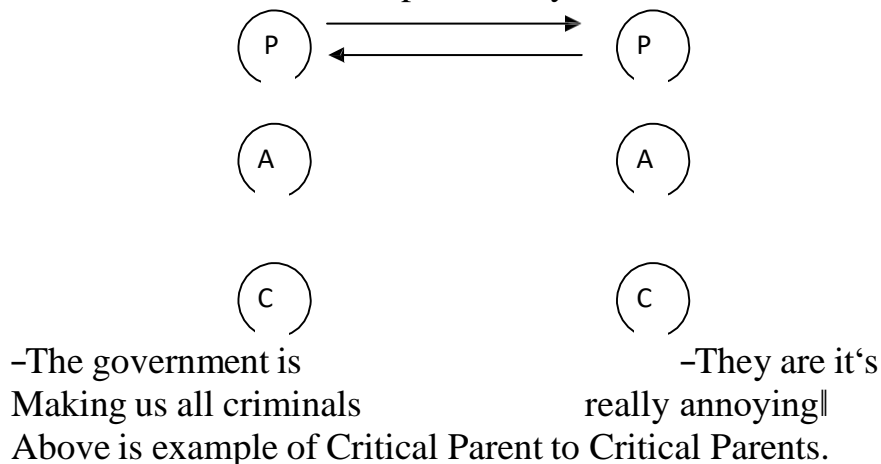 P P
A A
C C
–The government is –They are it‘s
Making us all criminals really annoying‖
Above is example of Critical Parent to Critical Parents.